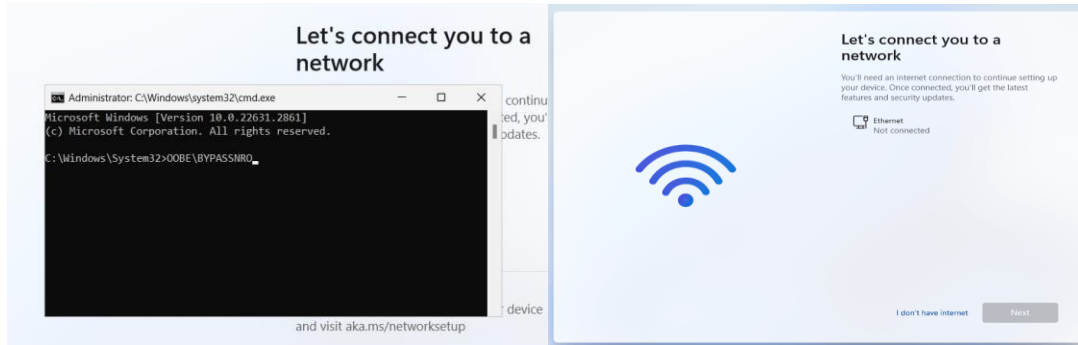 Let's connect you to a
network
Administrator: C:\Windows\system32\cmd.exe
Microsoft Windows [Version 10.0.22631.2861]
(c) Microsoft Corporation. All rights reserved.
C:\Windows\System32>OOBE\BYPASSNRO_
continu
ted, you'
pdates.
device
and visit aka.ms/networksetup
Let's connect you to a
network
You'll need an internet connection to continue setting up
your device. Once connected, you'll get the latest
features and security updates.
Ethernet
Not connected
I don't have internet
Next